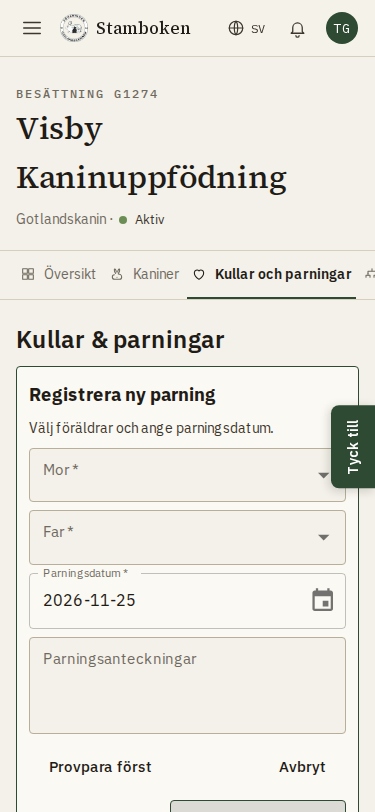 Stamboken
SV
TG
BESÄTTNING G1274
Visby
Kaninuppfödning
Gotlandskanin · Aktiv
Översikt
Kaniner
Kullar och parningar
Kullar & parningar
Registrera ny parning
Välj föräldrar och ange parningsdatum.
Tyck till
Mor *
Far *
Parningsdatum *
2026-11-25
Parningsanteckningar
Provpara först
Avbryt